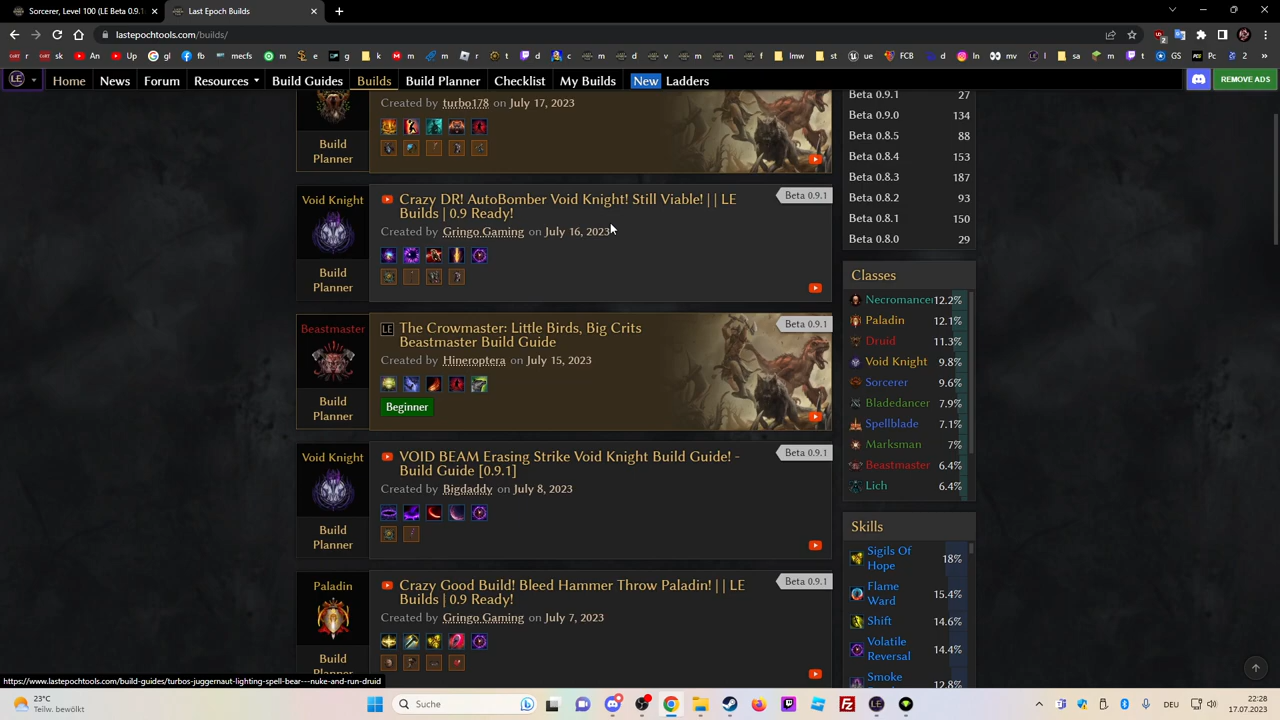 Sorcerer, Level 100 (LE Beta 0.9.1
Last Epoch Builds
lastepochtools.com/builds/
LE Home News Forum Resources Build Guides Builds Build Planner Checklist My Builds New Ladders REMOVE ADS
Build Planner
Created by turbo178 on July 17, 2023
Void Knight
Build Planner
Crazy DR! AutoBomber Void Knight! Still Viable! || LE
Builds | 0.9 Ready!
Beta 0.9.1
Created by Gringo Gaming on July 16, 2023
Beastmaster
Build Planner
LE The Crowmaster: Little Birds, Big Crits
Beastmaster Build Guide
Beta 0.9.1
Created by Hineroptera on July 15, 2023
Beginner
Void Knight
Build Planner
VOID BEAM Erasing Strike Void Knight Build Guide! -
Build Guide [0.9.1]
Beta 0.9.1
Created by Bigdaddy on July 8, 2023
Paladin
Build Planner
Crazy Good Build! Bleed Hammer Throw Paladin! || LE
Builds | 0.9 Ready!
Beta 0.9.1
Created by Gringo Gaming on July 7, 2023
Beta 0.9.1 27
Beta 0.9.0 134
Beta 0.8.5 88
Beta 0.8.4 153
Beta 0.8.3 187
Beta 0.8.2 93
Beta 0.8.1 150
Beta 0.8.0 29
Classes
Necromancer 12.2%
Paladin 12.1%
Druid 11.3%
Void Knight 9.8%
Sorcerer 9.6%
Bladedancer 7.9%
Spellblade 7.1%
Marksman 7%
Beastmaster 6.4%
Lich 6.4%
Skills
Sigils Of Hope 18%
Flame Ward 15.4%
Shift 14.6%
Volatile Reversal 14.4%
Smoke 12.8%
https://www.lastepochtools.com/build-guides/turbos-juggernaut-lighting-spell-bear---nuke-and-run-druid
23°C
Teilw. bewölkt
Suche
DEU
22:28
17.07.2023